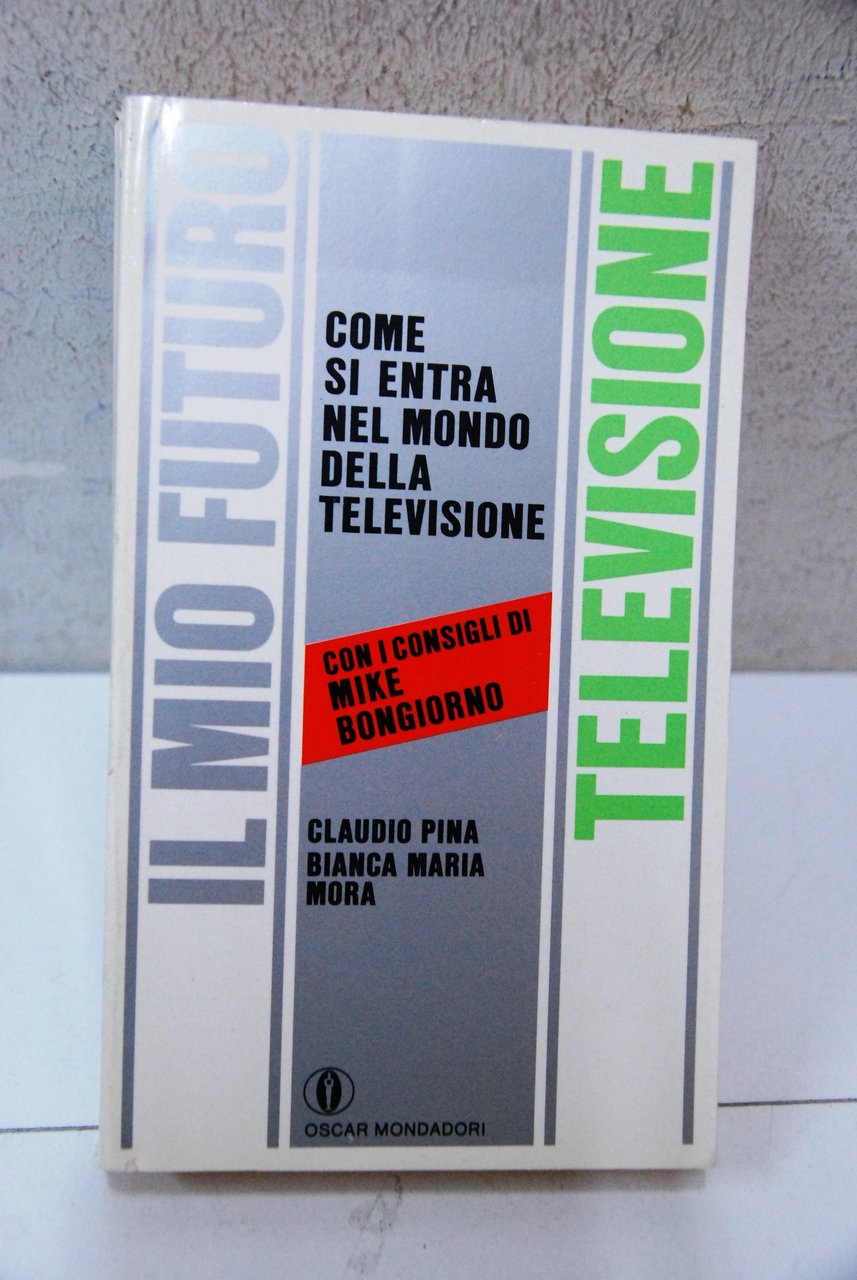 IL MIO FUTURO
COME
SI ENTRA
NEL MONDO
DELLA
TELEVISIONE
CON I CONSIGLI DI
MIKE
BONGIORNO
CLAUDIO PINA
BIANCA MARIA
MORA
OSCAR MONDADORI
TELEVISIONE